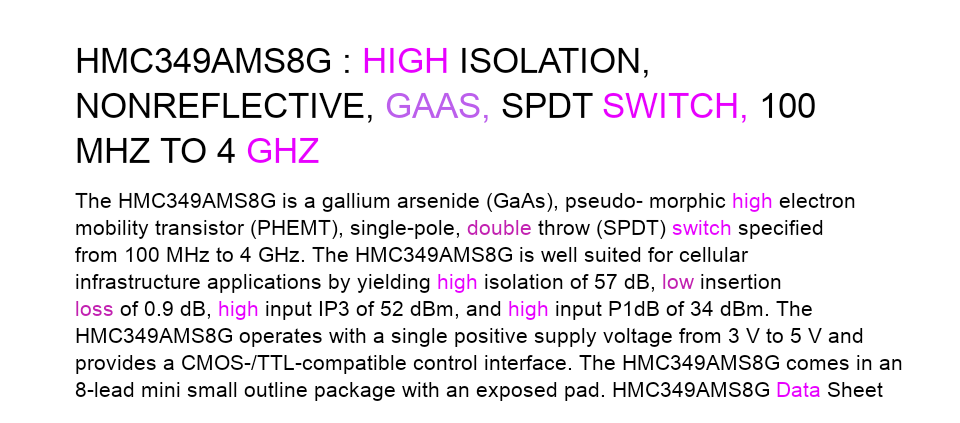 HMC349AMS8G : HIGH ISOLATION,
NONREFLECTIVE, GAAS, SPDT SWITCH, 100
MHZ TO 4 GHZ
The HMC349AMS8G is a gallium arsenide (GaAs), pseudo- morphic high electron
mobility transistor (PHEMT), single-pole, double throw (SPDT) switch specified
from 100 MHz to 4 GHz. The HMC349AMS8G is well suited for cellular
infrastructure applications by yielding high isolation of 57 dB, low insertion
loss of 0.9 dB, high input IP3 of 52 dBm, and high input P1dB of 34 dBm. The
HMC349AMS8G operates with a single positive supply voltage from 3 V to 5 V and
provides a CMOS-/TTL-compatible control interface. The HMC349AMS8G comes in an
8-lead mini small outline package with an exposed pad. HMC349AMS8G Data Sheet